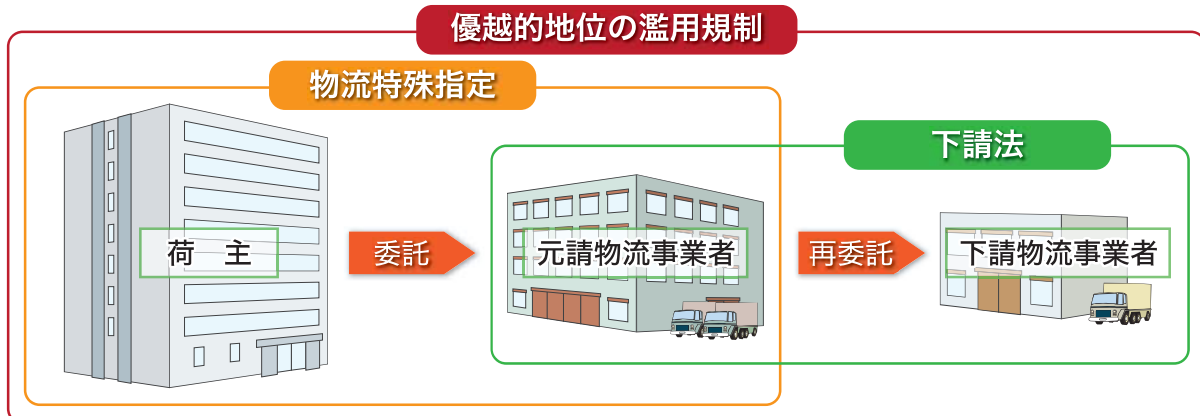 優越的地位の濫用規制
物流特殊指定
下請法
荷　主
委託
元請物流事業者
再委託
下請物流事業者